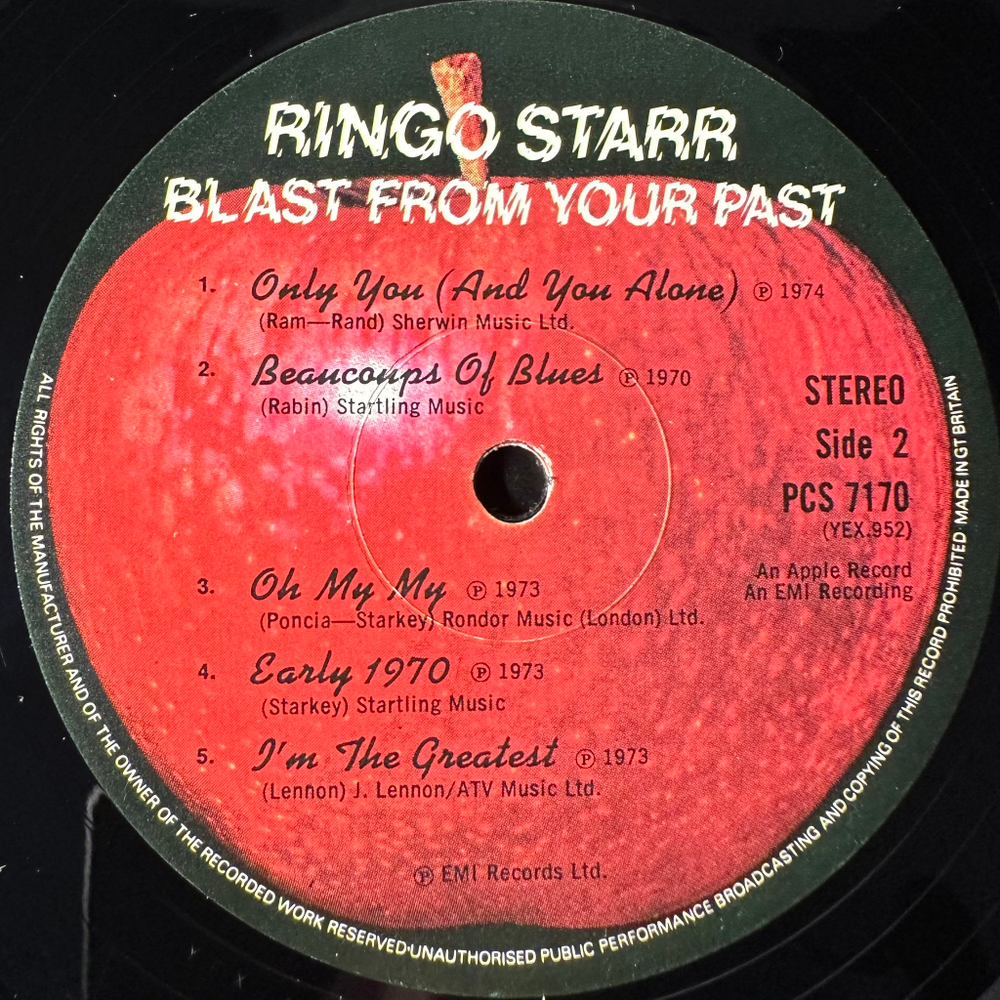 RINGO STARR
BLAST FROM YOUR PAST
1. Only You (And You Alone) ℗ 1974
(Ram—Rand) Sherwin Music Ltd.
2. Beaucoups Of Blues ℗ 1970
(Rabin) Startling Music
STEREO
Side 2
PCS 7170
(YEX.952)
An Apple Record
An EMI Recording
3. Oh My My ℗ 1973
(Poncia—Starkey) Rondor Music (London) Ltd.
4. Early 1970 ℗ 1973
(Starkey) Startling Music
5. I'm The Greatest ℗ 1973
(Lennon) J. Lennon/ATV Music Ltd.
℗ EMI Records Ltd.
ALL RIGHTS OF THE MANUFACTURER AND OF THE OWNER OF THE RECORDED WORK RESERVED·UNAUTHORISED PUBLIC PERFORMANCE BROADCASTING AND COPYING OF THIS RECORD PROHIBITED MADE IN GT BRITAIN